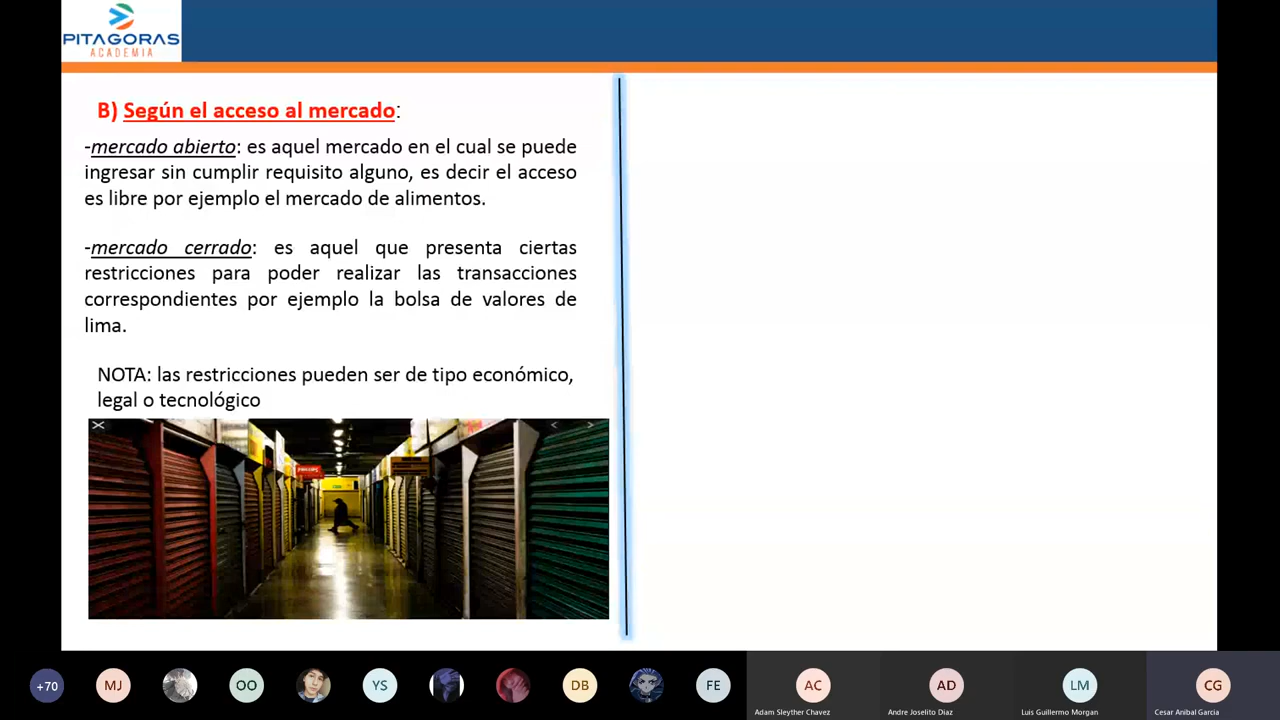 PITAGORAS
ACADEMIA
B) Según el acceso al mercado:
-mercado abierto: es aquel mercado en el cual se puede
ingresar sin cumplir requisito alguno, es decir el acceso
es libre por ejemplo el mercado de alimentos.
-mercado cerrado: es aquel que presenta ciertas
restricciones para poder realizar las transacciones
correspondientes por ejemplo la bolsa de valores de
lima.
NOTA: las restricciones pueden ser de tipo económico,
legal o tecnológico
+70
MJ
OO
YS
DB
FE
AC
AD
LM
CG
Adam Sleyther Chavez
Andre Joselito Diaz
Luis Guillermo Morgan
Cesar Anibal Garcia